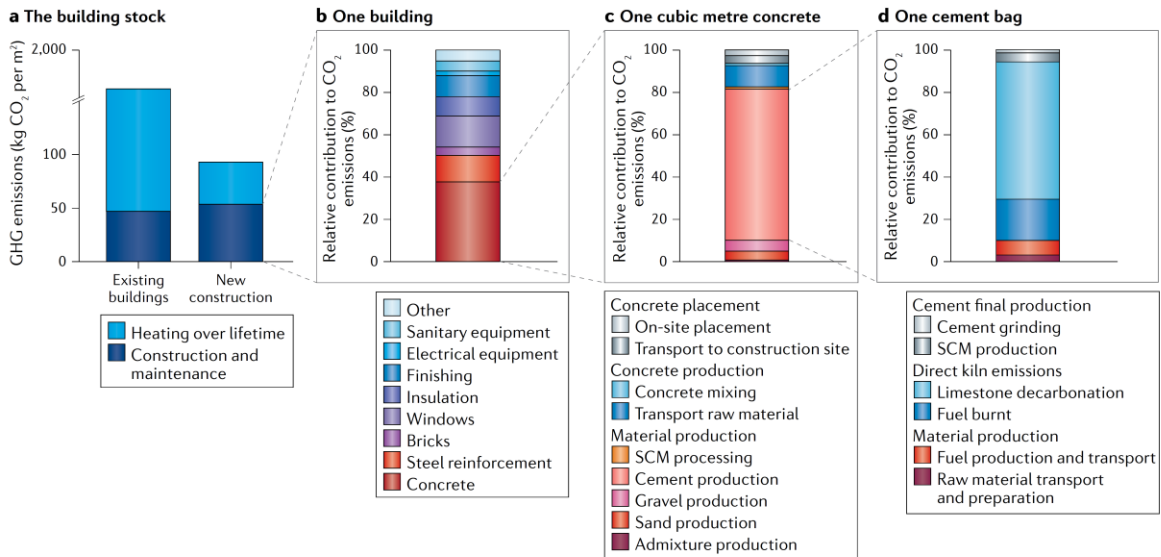 a The building stock
GHG emissions (kg CO₂ per m²)
2,000
100
50
0
Existing
buildings
New
construction
Heating over lifetime
Construction and
maintenance
b One building
Relative contribution to CO₂
emissions (%)
100
80
60
40
20
0
Other
Sanitary equipment
Electrical equipment
Finishing
Insulation
Windows
Bricks
Steel reinforcement
Concrete
c One cubic metre concrete
Relative contribution to CO₂
emissions (%)
100
80
60
40
20
0
Concrete placement
On-site placement
Transport to construction site
Concrete production
Concrete mixing
Transport raw material
Material production
SCM processing
Cement production
Gravel production
Sand production
Admixture production
d One cement bag
Relative contribution to CO₂
emissions (%)
100
80
60
40
20
0
Cement final production
Cement grinding
SCM production
Direct kiln emissions
Limestone decarbonation
Fuel burnt
Material production
Fuel production and transport
Raw material transport
and preparation